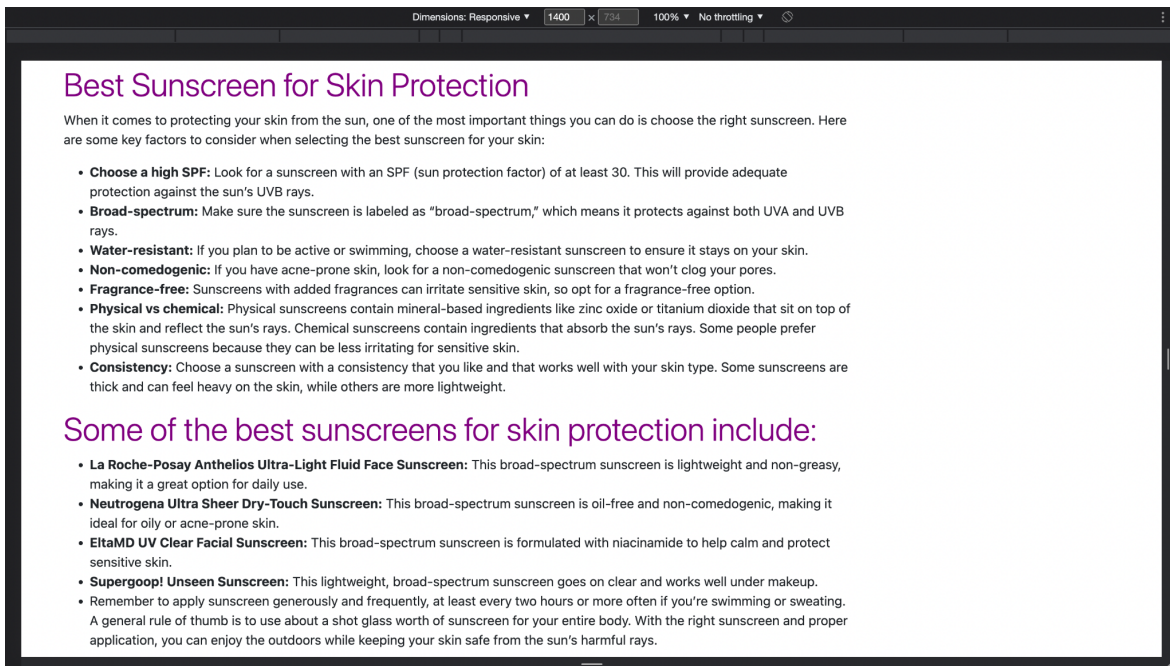 Dimensions: Responsive ▼ 1400 × 734 100% ▼ No throttling ▼
Best Sunscreen for Skin Protection
When it comes to protecting your skin from the sun, one of the most important things you can do is choose the right sunscreen. Here
are some key factors to consider when selecting the best sunscreen for your skin:
• Choose a high SPF: Look for a sunscreen with an SPF (sun protection factor) of at least 30. This will provide adequate
protection against the sun’s UVB rays.
• Broad-spectrum: Make sure the sunscreen is labeled as “broad-spectrum,” which means it protects against both UVA and UVB
rays.
• Water-resistant: If you plan to be active or swimming, choose a water-resistant sunscreen to ensure it stays on your skin.
• Non-comedogenic: If you have acne-prone skin, look for a non-comedogenic sunscreen that won’t clog your pores.
• Fragrance-free: Sunscreens with added fragrances can irritate sensitive skin, so opt for a fragrance-free option.
• Physical vs chemical: Physical sunscreens contain mineral-based ingredients like zinc oxide or titanium dioxide that sit on top of
the skin and reflect the sun’s rays. Chemical sunscreens contain ingredients that absorb the sun’s rays. Some people prefer
physical sunscreens because they can be less irritating for sensitive skin.
• Consistency: Choose a sunscreen with a consistency that you like and that works well with your skin type. Some sunscreens are
thick and can feel heavy on the skin, while others are more lightweight.
Some of the best sunscreens for skin protection include:
• La Roche-Posay Anthelios Ultra-Light Fluid Face Sunscreen: This broad-spectrum sunscreen is lightweight and non-greasy,
making it a great option for daily use.
• Neutrogena Ultra Sheer Dry-Touch Sunscreen: This broad-spectrum sunscreen is oil-free and non-comedogenic, making it
ideal for oily or acne-prone skin.
• EltaMD UV Clear Facial Sunscreen: This broad-spectrum sunscreen is formulated with niacinamide to help calm and protect
sensitive skin.
• Supergoop! Unseen Sunscreen: This lightweight, broad-spectrum sunscreen goes on clear and works well under makeup.
• Remember to apply sunscreen generously and frequently, at least every two hours or more often if you’re swimming or sweating.
A general rule of thumb is to use about a shot glass worth of sunscreen for your entire body. With the right sunscreen and proper
application, you can enjoy the outdoors while keeping your skin safe from the sun’s harmful rays.